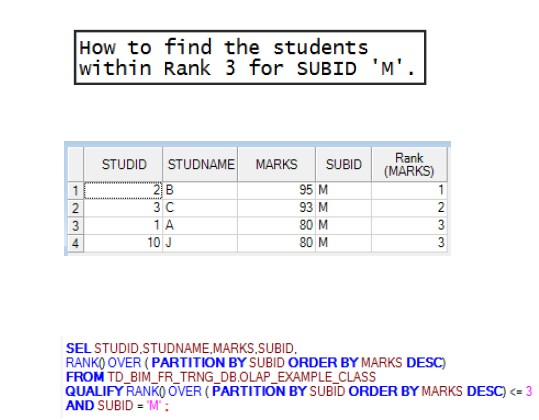 How to find the students
within Rank 3 for SUBID 'M'.
STUDID STUDNAME MARKS SUBID Rank
(MARKS)
1 2 B 95 M 1
2 3 C 93 M 2
3 1 A 80 M 3
4 10 J 80 M 3
SEL STUDID,STUDNAME,MARKS,SUBID,
RANK() OVER ( PARTITION BY SUBID ORDER BY MARKS DESC)
FROM TD_BIM_FR_TRNG_DB.OLAP_EXAMPLE_CLASS
QUALIFY RANK() OVER ( PARTITION BY SUBID ORDER BY MARKS DESC) <= 3
AND SUBID = 'M' ;